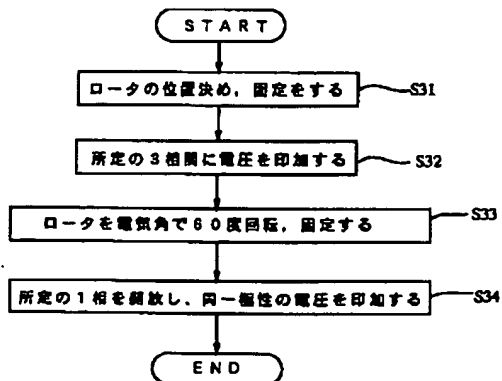 START
ロータの位置決め，固定をする
S31
所定の3相間に電圧を印加する
S32
ロータを電気角で60度回転，固定する
S33
所定の1相を開放し、同一極性の電圧を印加する
S34
END